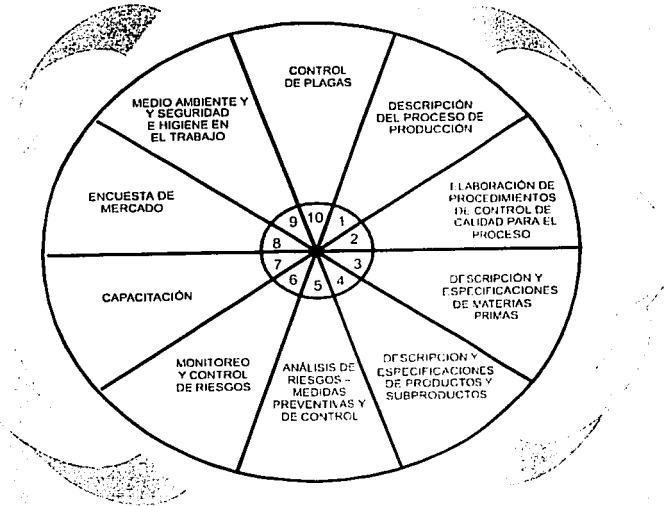 CONTROL
DE PLAGAS
DESCRIPCIÓN
DEL PROCESO DE
PRODUCCIÓN
ELABORACIÓN DE
PROCEDIMIENTOS
DE CONTROL DE
CALIDAD PARA EL
PROCESO
DESCRIPCIÓN Y
ESPECIFICACIONES
DE MATERIAS
PRIMAS
DESCRIPCION Y
ESPECIFICACIONES
DE PRODUCTOS Y
SUBPRODUCTOS
ANÁLISIS DE
RIESGOS –
MEDIDAS
PREVENTIVAS Y
DE CONTROL
MONITOREO
Y CONTROL
DE RIESGOS
CAPACITACIÓN
ENCUESTA DE
MERCADO
MEDIO AMBIENTE Y
Y SEGURIDAD
E HIGIENE EN
EL TRABAJO
1
2
3
4
5
6
7
8
9
10